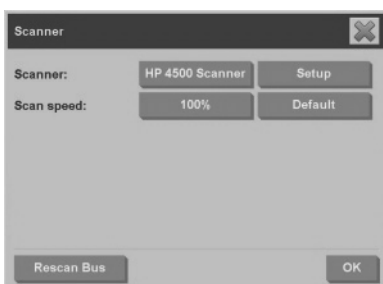 Scanner
Scanner: HP 4500 Scanner Setup
Scan speed: 100% Default
Rescan Bus OK